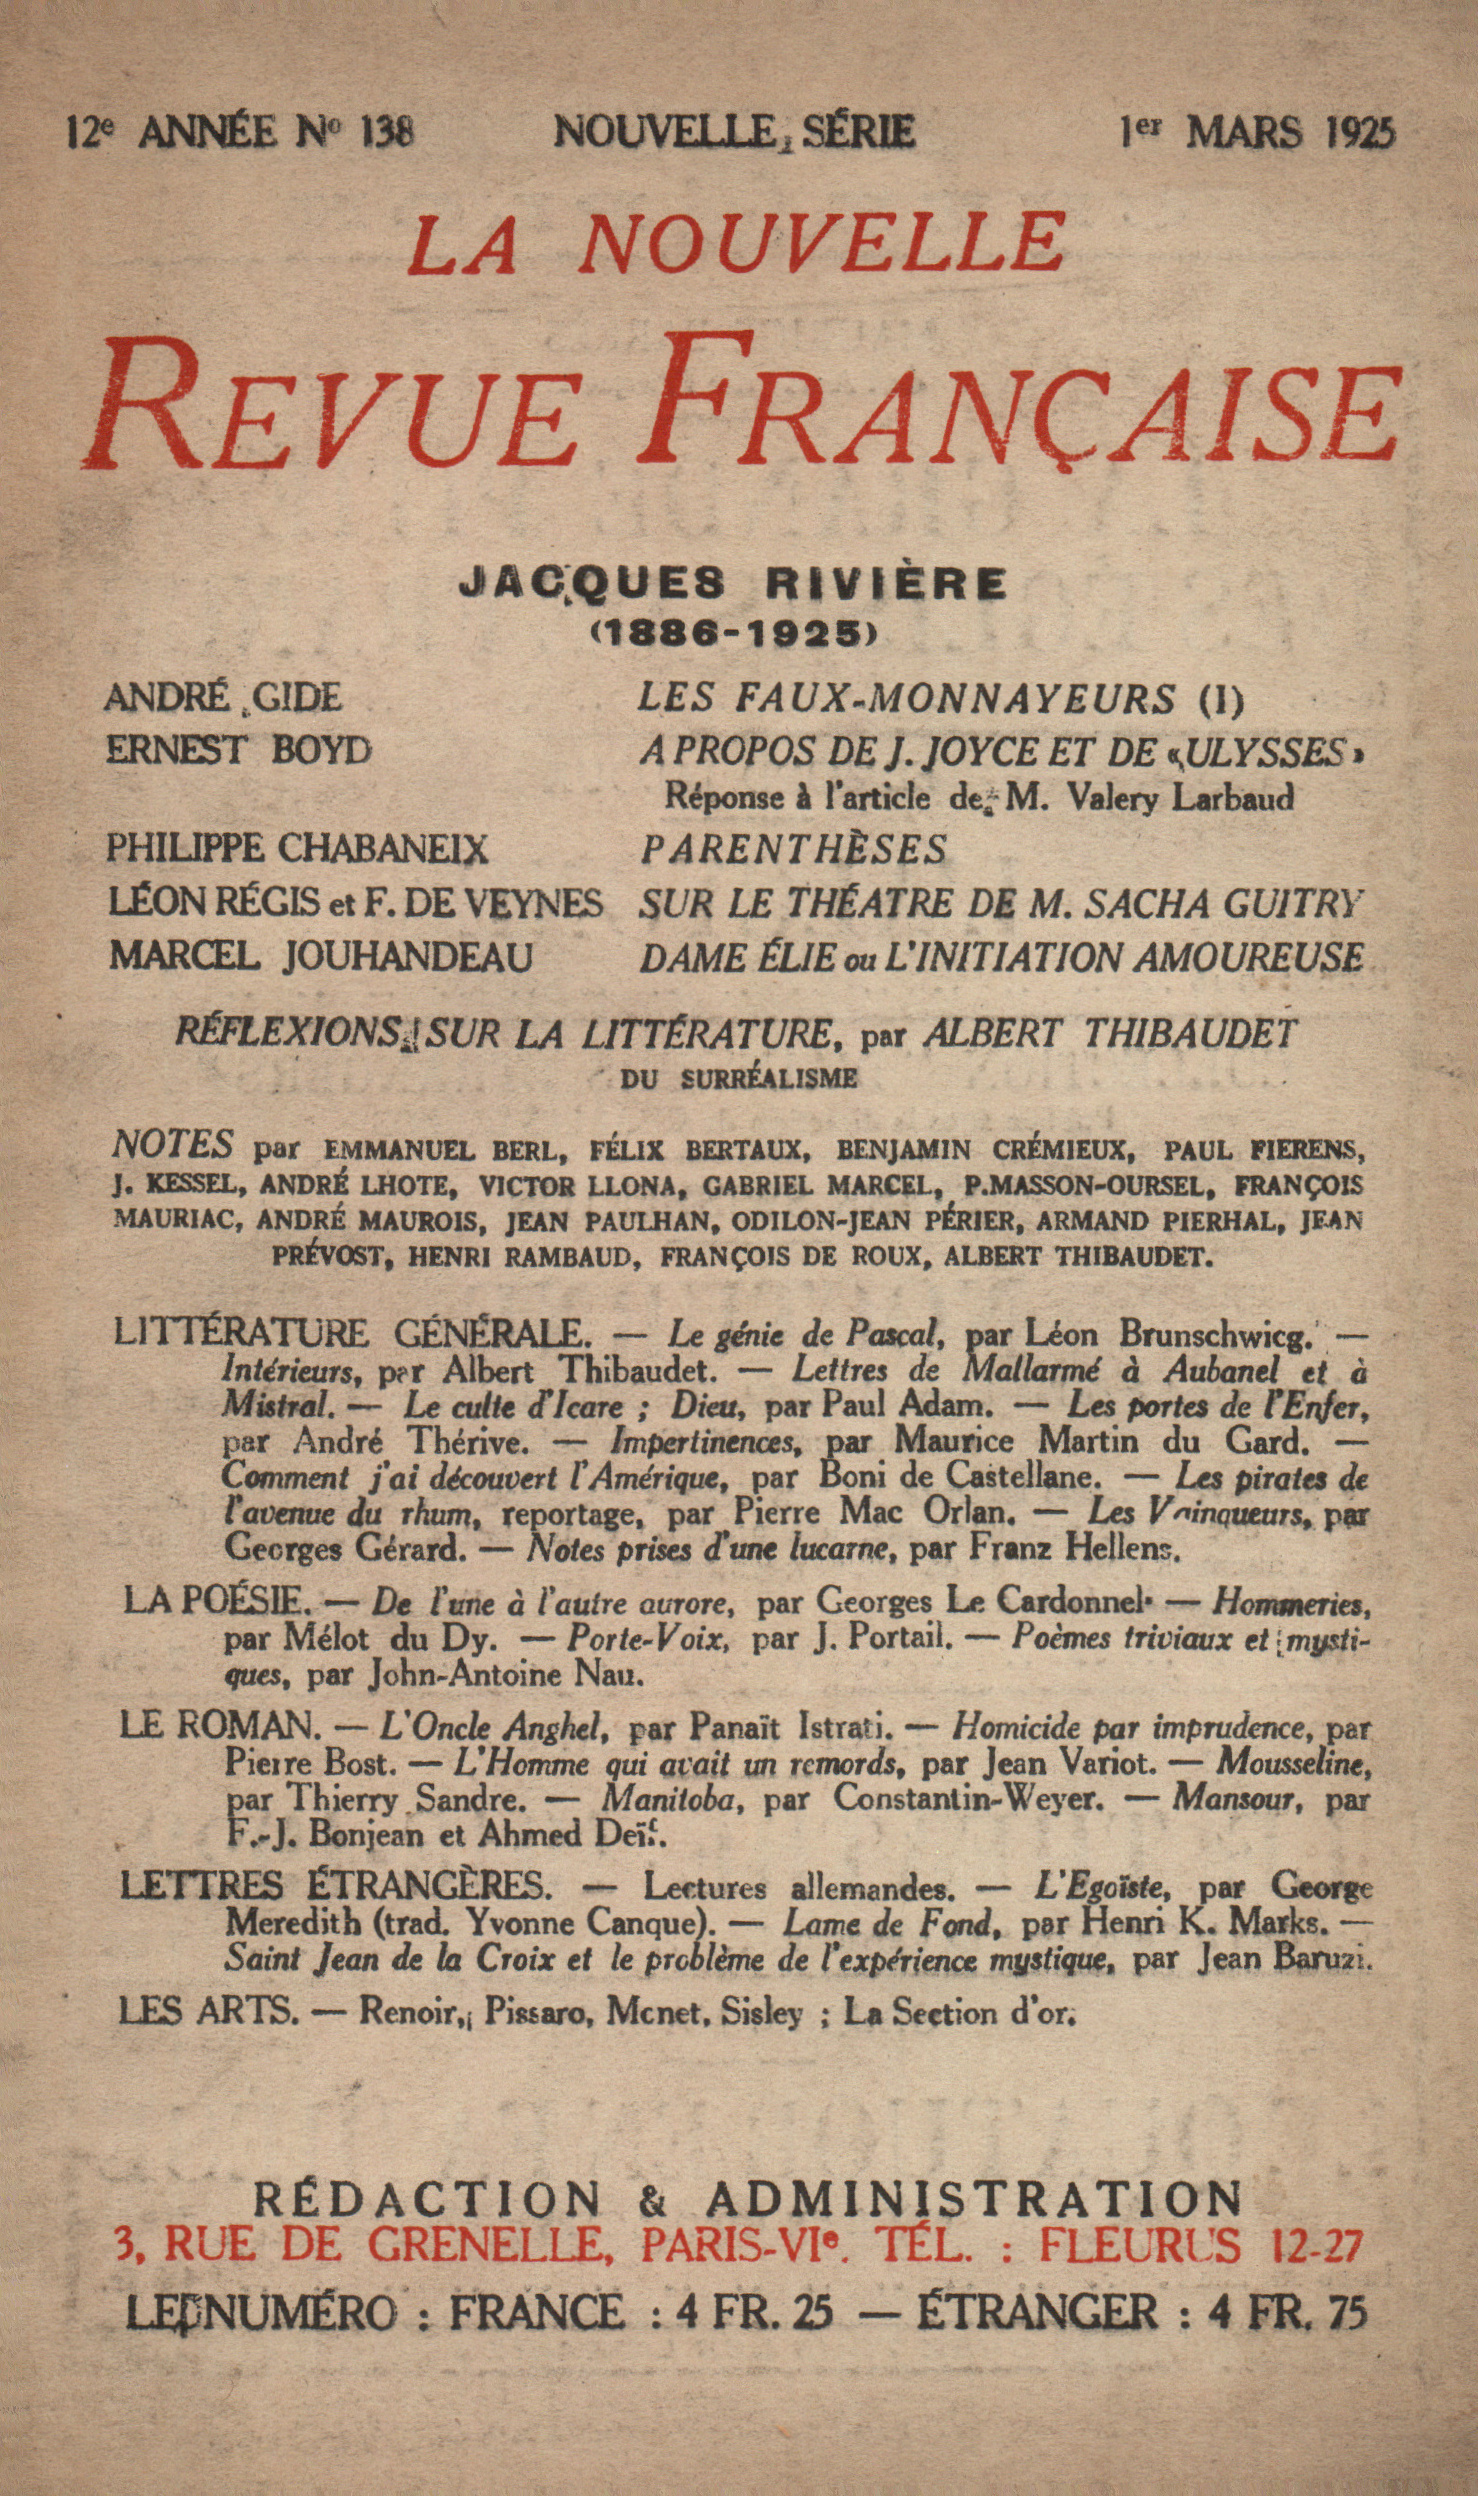 12e ANNÉE No 138 NOUVELLE SÉRIE 1er MARS 1925
LA NOUVELLE
REVUE FRANÇAISE
JACQUES RIVIÈRE
(1886-1925)
ANDRÉ GIDE LES FAUX-MONNAYEURS (I)
ERNEST BOYD A PROPOS DE J. JOYCE ET DE «ULYSSES»
Réponse à l'article de M. Valery Larbaud
PHILIPPE CHABANEIX PARENTHÈSES
LÉON RÉGIS et F. DE VEYNES SUR LE THÉATRE DE M. SACHA GUITRY
MARCEL JOUHANDEAU DAME ÉLIE ou L'INITIATION AMOUREUSE
RÉFLEXIONS SUR LA LITTÉRATURE, par ALBERT THIBAUDET
DU SURRÉALISME
NOTES par EMMANUEL BERL, FÉLIX BERTAUX, BENJAMIN CRÉMIEUX, PAUL FIERENS,
J. KESSEL, ANDRÉ LHOTE, VICTOR LLONA, GABRIEL MARCEL, P.MASSON-OURSEL, FRANÇOIS
MAURIAC, ANDRÉ MAUROIS, JEAN PAULHAN, ODILON-JEAN PÉRIER, ARMAND PIERHAL, JEAN
PRÉVOST, HENRI RAMBAUD, FRANÇOIS DE ROUX, ALBERT THIBAUDET.
LITTÉRATURE GÉNÉRALE. — Le génie de Pascal, par Léon Brunschwicg. —
Intérieurs, par Albert Thibaudet. — Lettres de Mallarmé à Aubanel et à
Mistral. — Le culte d'Icare ; Dieu, par Paul Adam. — Les portes de l'Enfer,
par André Thérive. — Impertinences, par Maurice Martin du Gard. —
Comment j'ai découvert l'Amérique, par Boni de Castellane. — Les pirates de
l'avenue du rhum, reportage, par Pierre Mac Orlan. — Les Vainqueurs, par
Georges Gérard. — Notes prises d'une lucarne, par Franz Hellens.
LA POÉSIE. — De l'une à l'autre aurore, par Georges Le Cardonnel. — Hommeries,
par Mélot du Dy. — Porte-Voix, par J. Portail. — Poèmes triviaux et mysti-
ques, par John-Antoine Nau.
LE ROMAN. — L'Oncle Anghel, par Panaït Istrati. — Homicide par imprudence, par
Pierre Bost. — L'Homme qui avait un remords, par Jean Variot. — Mousseline,
par Thierry Sandre. — Manitoba, par Constantin-Weyer. — Mansour, par
F.-J. Bonjean et Ahmed Deïf.
LETTRES ÉTRANGÈRES. — Lectures allemandes. — L'Egoïste, par George
Meredith (trad. Yvonne Canque). — Lame de Fond, par Henri K. Marks. —
Saint Jean de la Croix et le problème de l'expérience mystique, par Jean Baruzi.
LES ARTS. — Renoir, Pissaro, Monet, Sisley ; La Section d'or.
RÉDACTION & ADMINISTRATION
3, RUE DE GRENELLE, PARIS-VIe. TÉL. : FLEURUS 12-27
LE NUMÉRO : FRANCE : 4 FR. 25 — ÉTRANGER : 4 FR. 75